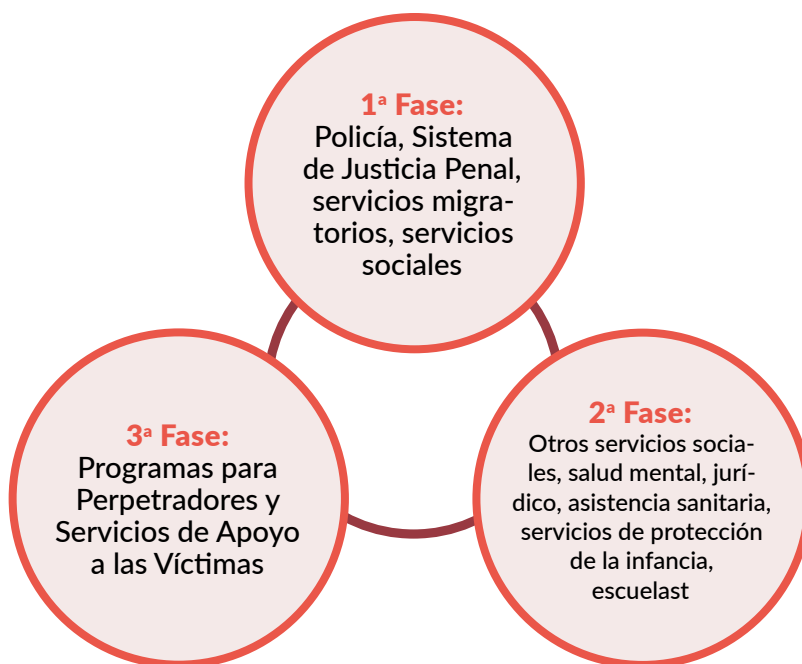 1ª Fase:
Policía, Sistema
de Justicia Penal,
servicios migra-
torios, servicios
sociales
3ª Fase:
Programas para
Perpetradores y
Servicios de Apoyo
a las Víctimas
2ª Fase:
Otros servicios socia-
les, salud mental, jurí-
dico, asistencia sanitaria,
servicios de protección
de la infancia,
escuelast